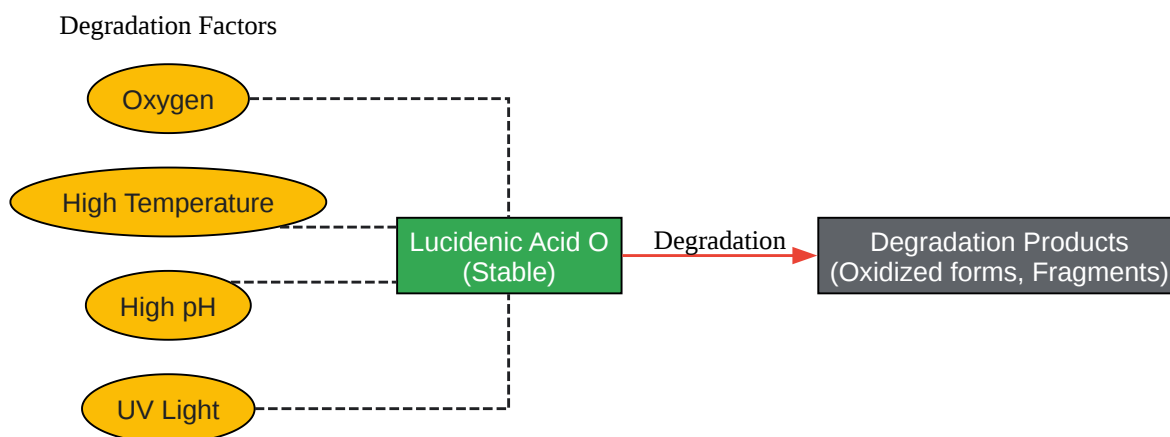 Degradation Factors
Oxygen
High Temperature
High pH
UV Light
Lucidenic Acid O
(Stable)
Degradation
Degradation Products
(Oxidized forms, Fragments)